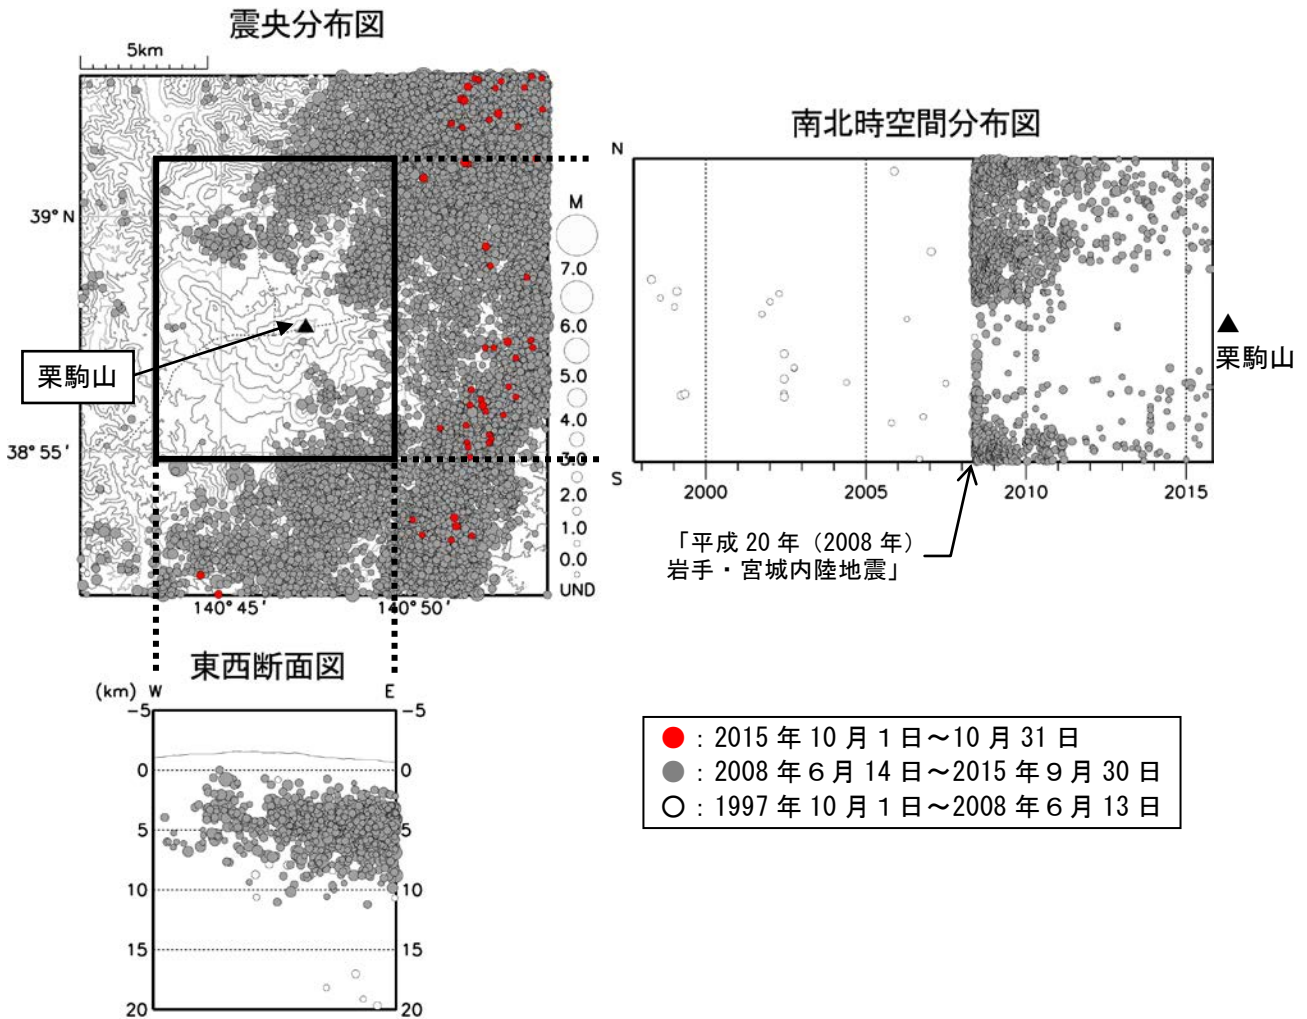 震央分布図
5km
39°N
38°55′
140°45′
140°50′
栗駒山
M
7.0
6.0
5.0
4.0
3.0
2.0
1.0
0.0
UND
南北時空間分布図
N
S
2000
2005
2010
2015
栗駒山
「平成 20 年（2008 年）
岩手・宮城内陸地震」
東西断面図
(km) W E
-5 -5
0 0
5 5
10 10
15 15
20 20
：2015 年 10 月 1 日～10 月 31 日
：2008 年 6 月 14 日～2015 年 9 月 30 日
：1997 年 10 月 1 日～2008 年 6 月 13 日